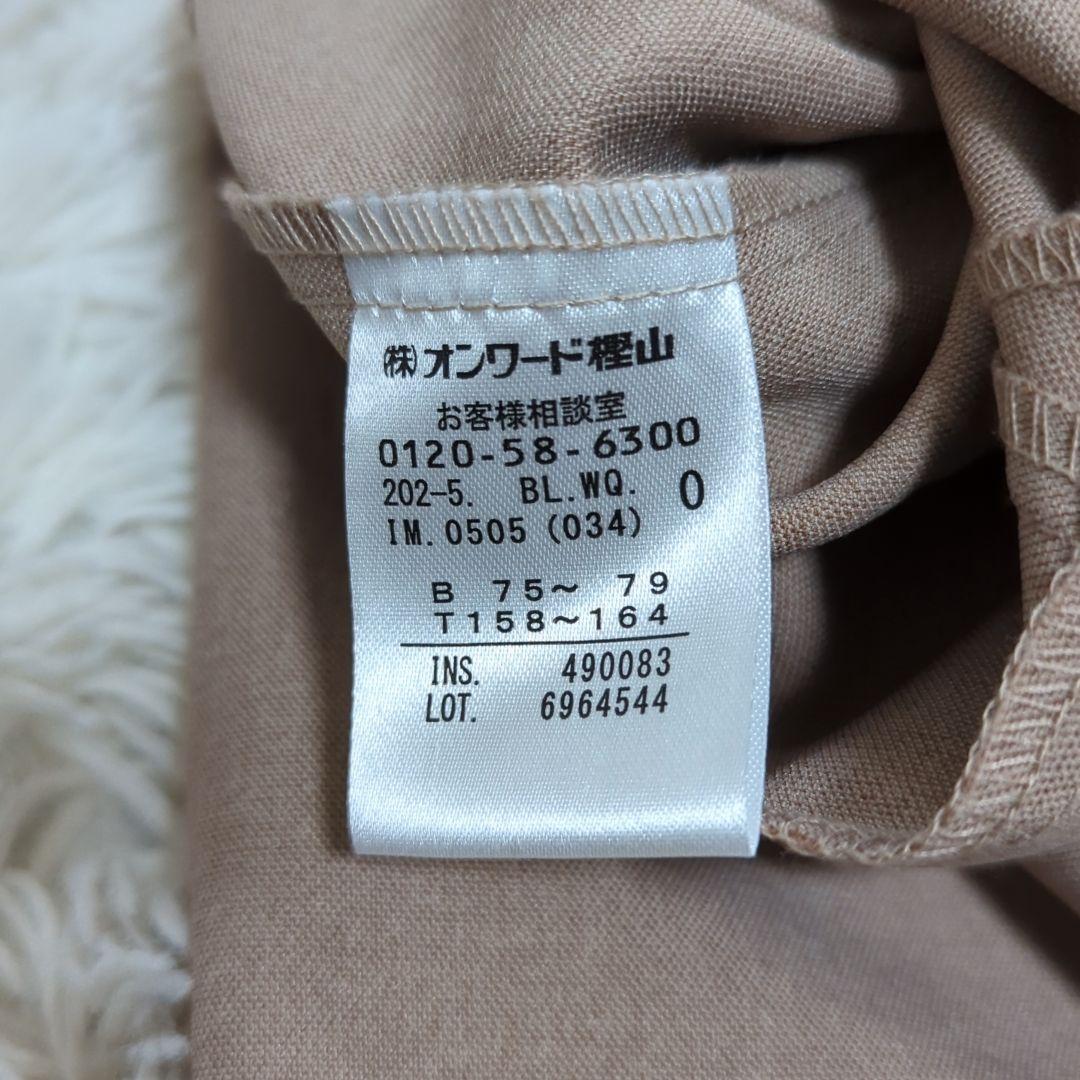 ㈱オンワード樫山
お客様相談室
0120-58-6300
202-5. BL.WQ. 0
IM.0505 (034)
B 75~ 79
T158~164
INS. 490083
LOT. 6964544